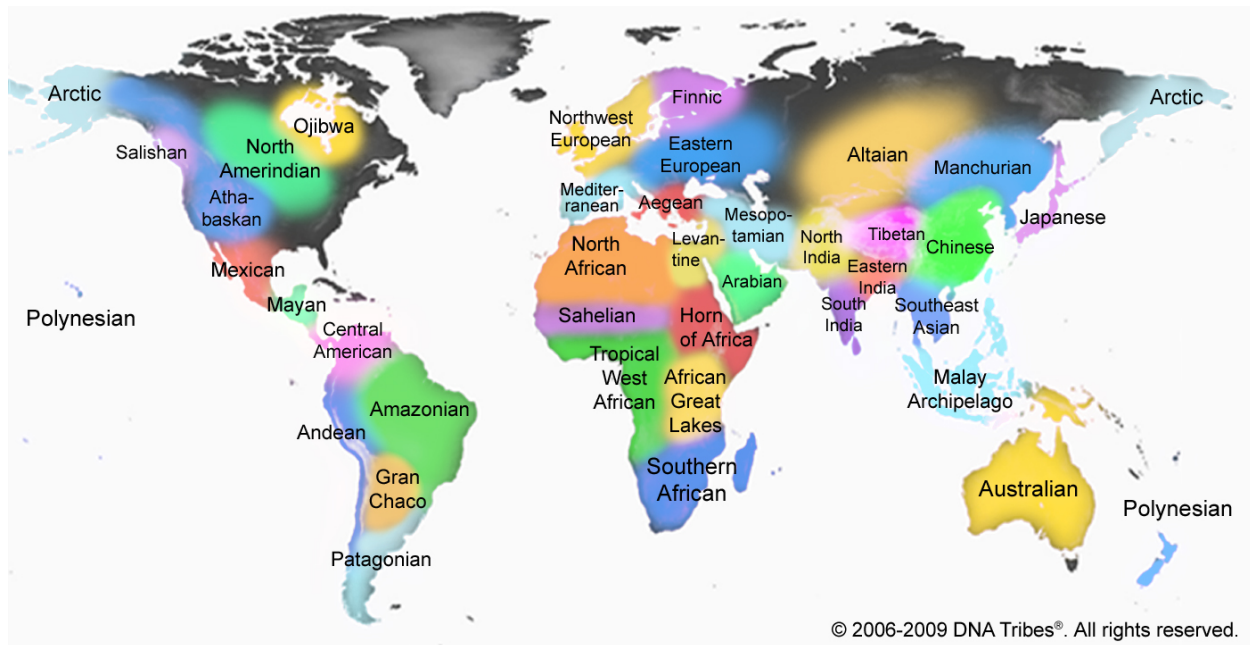 Arctic
Salishan
North
Amerindian
Ojibwa
Atha-
baskan
Mexican
Mayan
Polynesian
Central
American
Amazonian
Andean
Gran
Chaco
Patagonian
Northwest
European
Finnic
Eastern
European
Mediter-
ranean
Aegean
Mesopo-
tamian
North
African
Levan-
tine
Arabian
Sahelian
Horn
of Africa
Tropical
West
African
African
Great
Lakes
Southern
African
Altaian
Manchurian
Arctic
Japanese
Tibetan
Chinese
North
India
Eastern
India
South
India
Southeast
Asian
Malay
Archipelago
Australian
Polynesian
© 2006-2009 DNA Tribes®. All rights reserved.